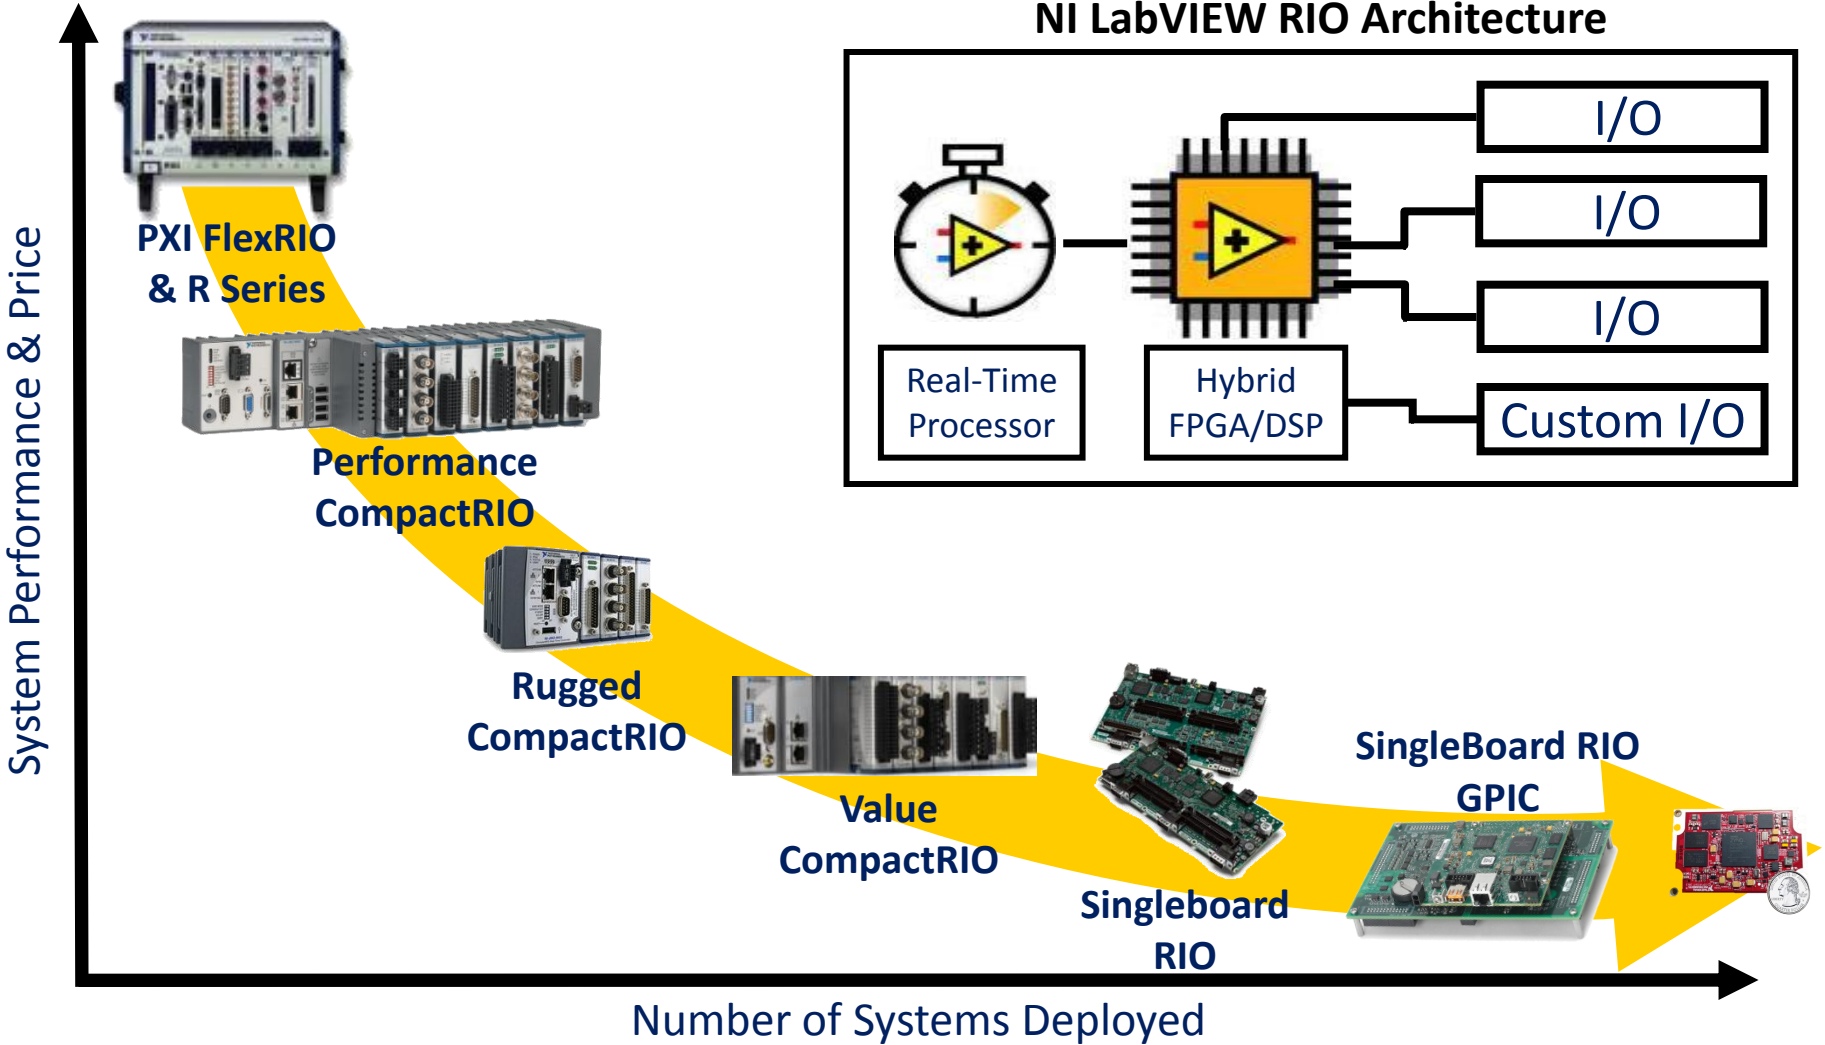 NI LabVIEW RIO Architecture
I/O
I/O
I/O
Custom I/O
Real-Time
Processor
Hybrid
FPGA/DSP
System Performance & Price
PXI FlexRIO
& R Series
Performance
CompactRIO
Rugged
CompactRIO
Value
CompactRIO
Singleboard
RIO
SingleBoard RIO
GPIC
Number of Systems Deployed